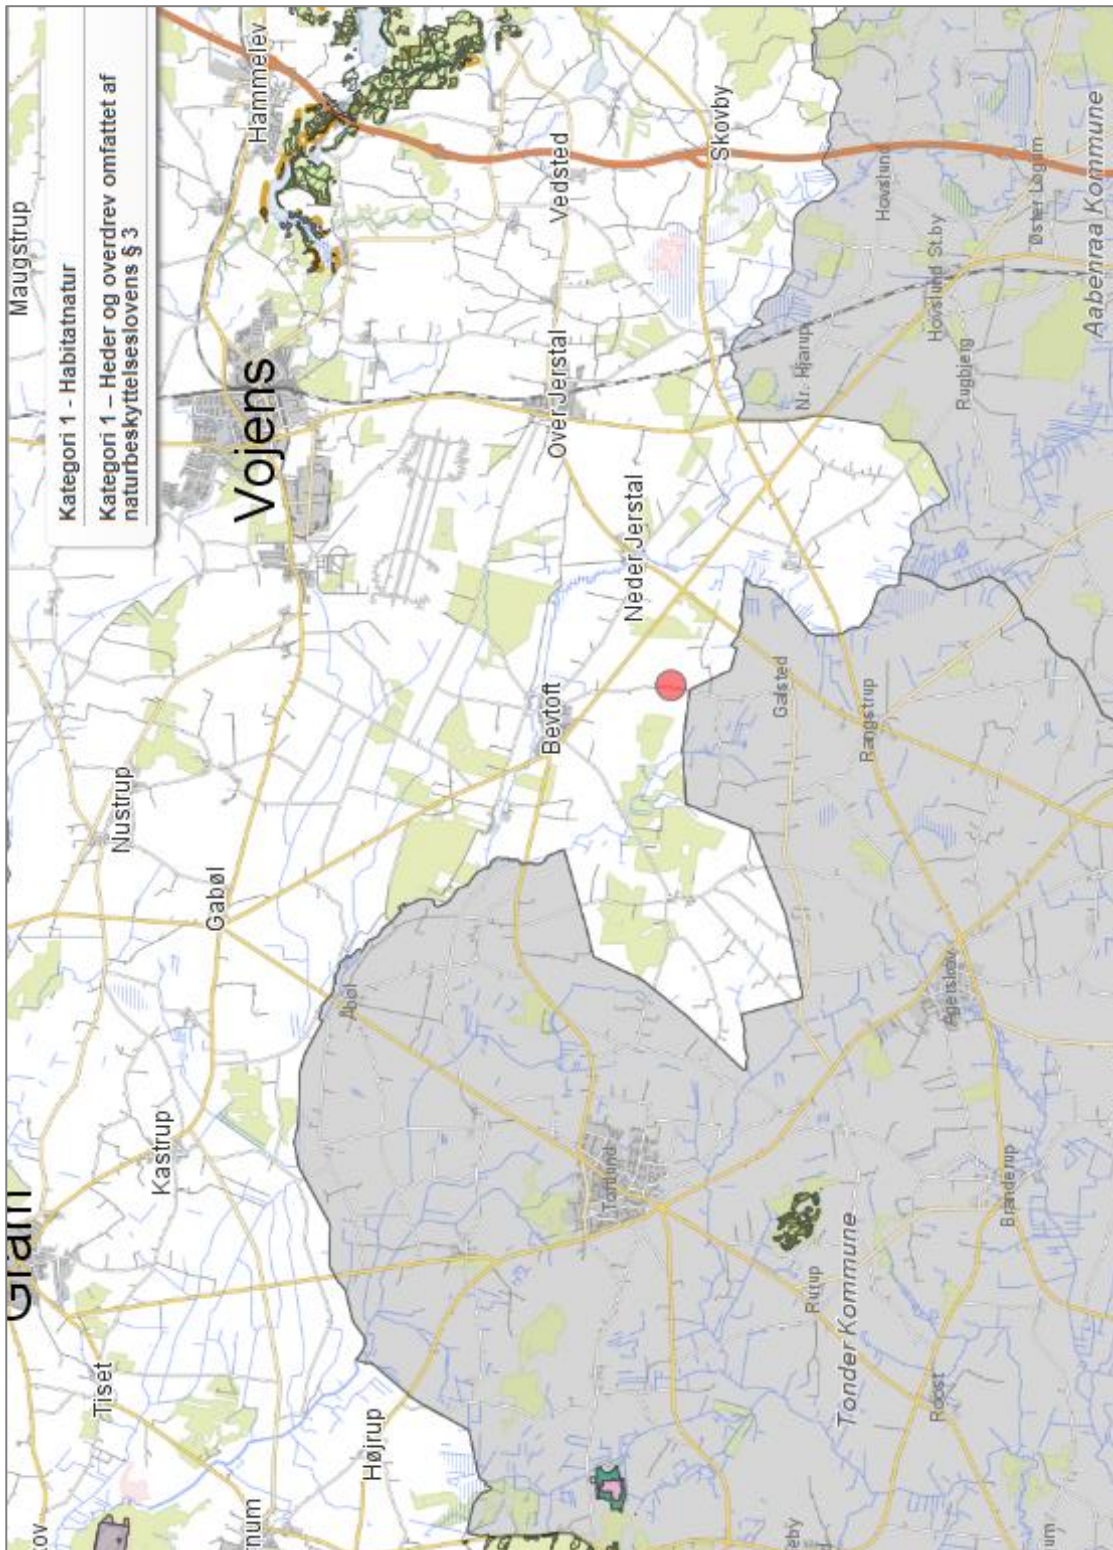 Kategori 1 - Habitatnatur
Kategori 1 – Heder og overdrev omfattet af
naturbeskyttelseslovens § 3
Maugstrup
Hammelev
Vojens
Nustrup
Gabøl
Kastrup
Gram
Tiset
Højrup
Skovby
Vedsted
Over Jerstal
Neder Jerstal
Bevtoft
Åbøl
Toftlund
Galsted
Rangstrup
Agerskov
Branderup
Rurup
Roost
Tønder Kommune
Nr. Hjarup
Hovslund
Hovslund St.by
Rugbjerg
Øster Løgum
Aabenraa Kommune